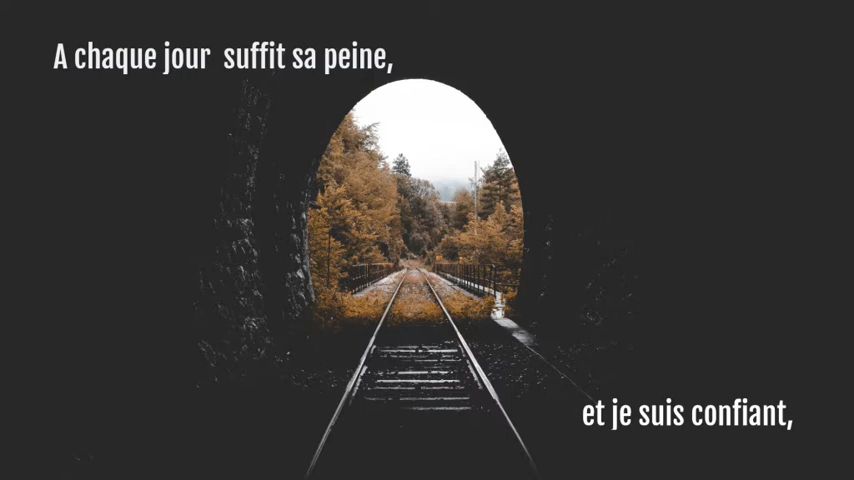 A chaque jour  suffit sa peine,
et je suis confiant,